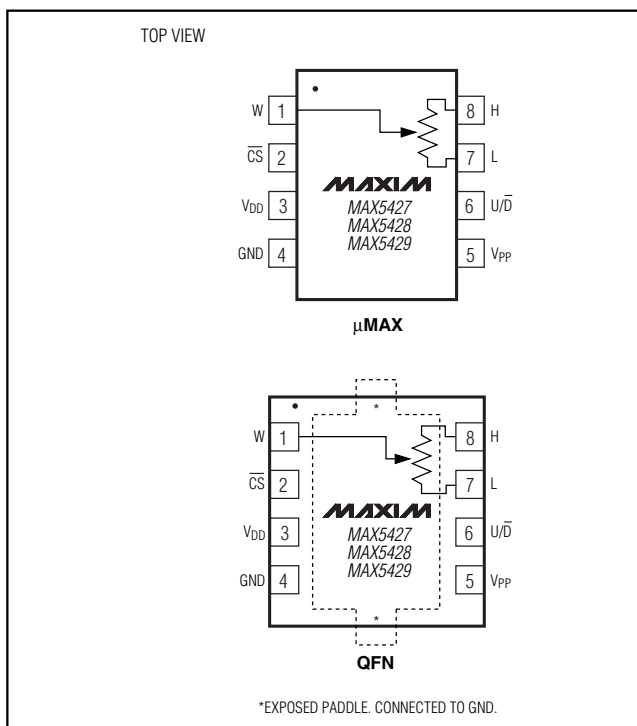 TOP VIEW
W 1
8 H
C̅S̅ 2
7 L
MAXIM
VDD 3
MAX5427
6 U/D̅
MAX5428
GND 4
MAX5429
5 VPP
µMAX
*
W 1
8 H
C̅S̅ 2
7 L
MAXIM
VDD 3
MAX5427
6 U/D̅
MAX5428
GND 4
MAX5429
5 VPP
*
QFN
*EXPOSED PADDLE. CONNECTED TO GND.